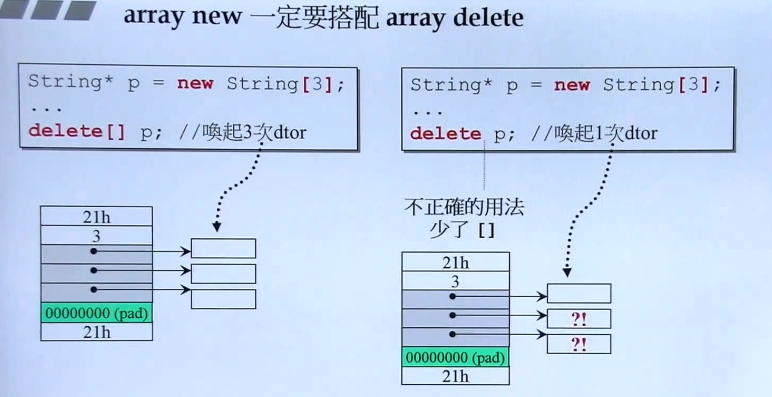 array new 一定要搭配 array delete
String* p = new String[3];
...
delete[] p; //喚起3次dtor
String* p = new String[3];
...
delete p; //喚起1次dtor
不正確的用法
少了 []
21h
3
00000000 (pad)
21h
21h
3
?!
?!
00000000 (pad)
21h